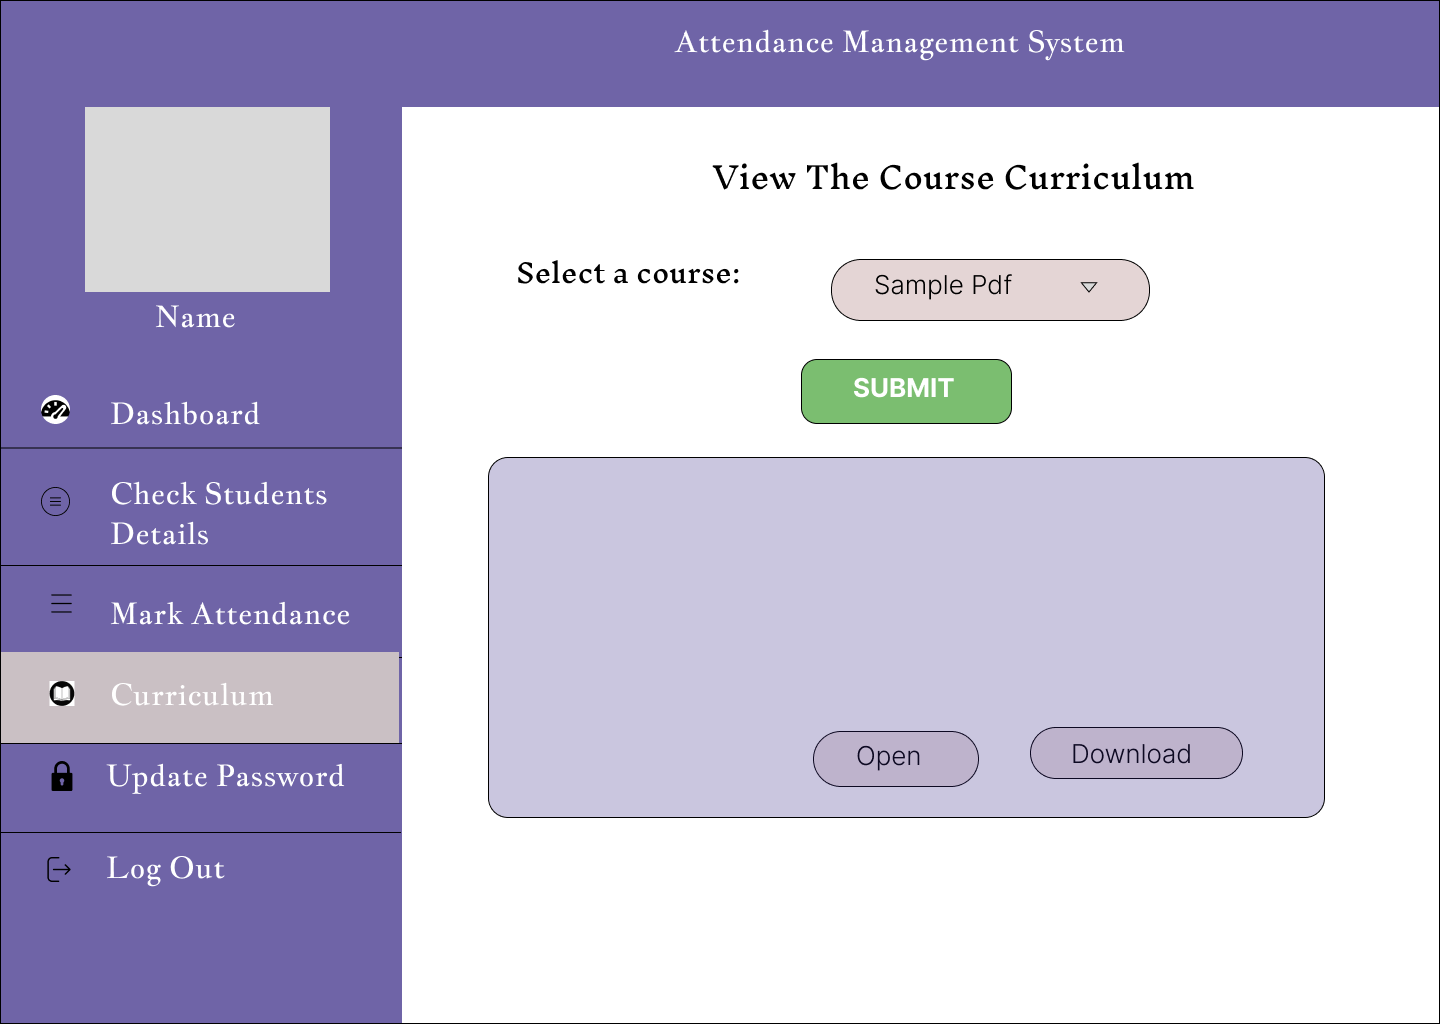 Attendance Management System
Name
Dashboard
Check Students
Details
Mark Attendance
Curriculum
Update Password
Log Out
View The Course Curriculum
Select a course:
Sample Pdf
SUBMIT
Open
Download